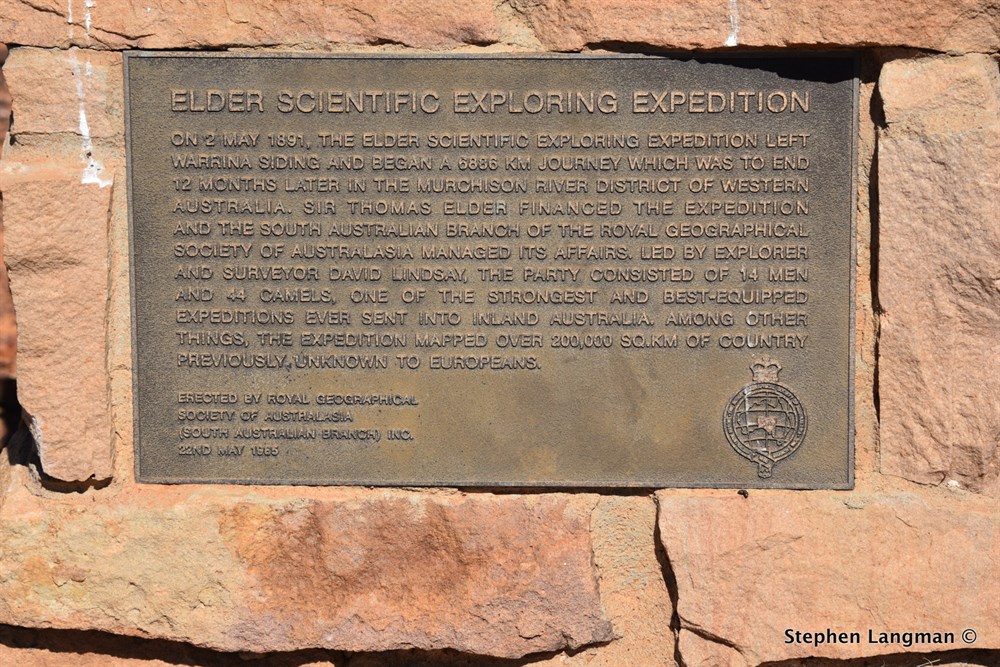 ELDER SCIENTIFIC EXPLORING EXPEDITION
ON 2 MAY 1891, THE ELDER SCIENTIFIC EXPLORING EXPEDITION LEFT
WARRINA SIDING AND BEGAN A 6886 KM JOURNEY WHICH WAS TO END
12 MONTHS LATER IN THE MURCHISON RIVER DISTRICT OF WESTERN
AUSTRALIA. SIR THOMAS ELDER FINANCED THE EXPEDITION
AND THE SOUTH AUSTRALIAN BRANCH OF THE ROYAL GEOGRAPHICAL
SOCIETY OF AUSTRALASIA MANAGED ITS AFFAIRS. LED BY EXPLORER
AND SURVEYOR DAVID LINDSAY, THE PARTY CONSISTED OF 14 MEN
AND 44 CAMELS, ONE OF THE STRONGEST AND BEST-EQUIPPED
EXPEDITIONS EVER SENT INTO INLAND AUSTRALIA. AMONG OTHER
THINGS, THE EXPEDITION MAPPED OVER 200,000 SQ.KM OF COUNTRY
PREVIOUSLY UNKNOWN TO EUROPEANS.
ERECTED BY ROYAL GEOGRAPHICAL
SOCIETY OF AUSTRALASIA
(SOUTH AUSTRALIAN BRANCH) INC.
22ND MAY 1985
Stephen Langman ©